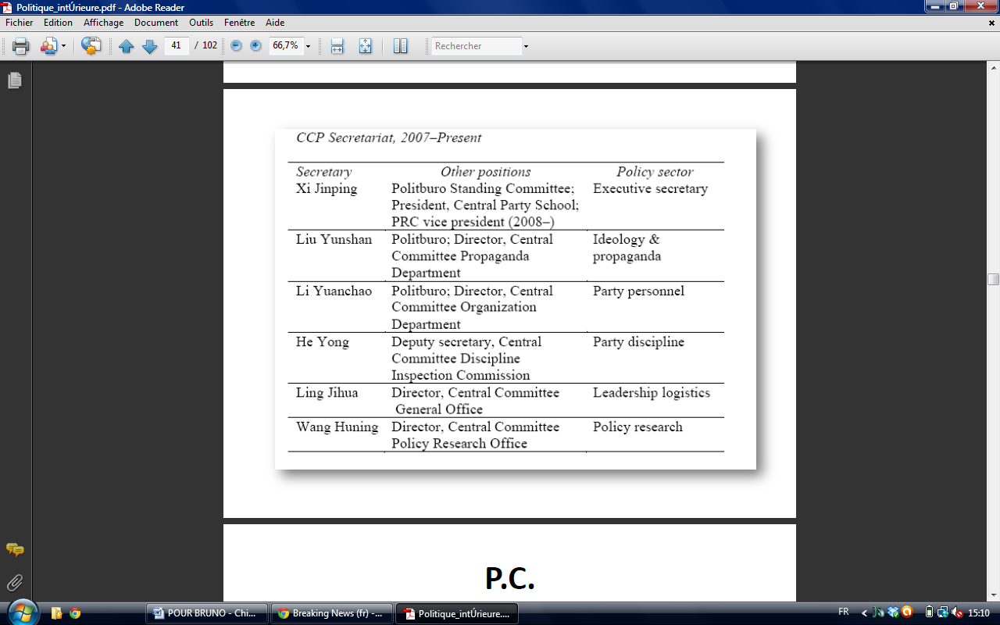 Politique_intÚrieure.pdf - Adobe Reader
Fichier Edition Affichage Document Outils Fenêtre Aide
41 / 102 66,7% Rechercher
CCP Secretariat, 2007–Present
Secretary Other positions Policy sector
Xi Jinping Politburo Standing Committee; Executive secretary
President, Central Party School;
PRC vice president (2008–)
Liu Yunshan Politburo; Director, Central Ideology &
Committee Propaganda propaganda
Department
Li Yuanchao Politburo; Director, Central Party personnel
Committee Organization
Department
He Yong Deputy secretary, Central Party discipline
Committee Discipline
Inspection Commission
Ling Jihua Director, Central Committee Leadership logistics
General Office
Wang Huning Director, Central Committee Policy research
Policy Research Office
P.C.
POUR BRUNO - Chi... Breaking News (fr) -... Politique_intÚrieure.... FR 15:10